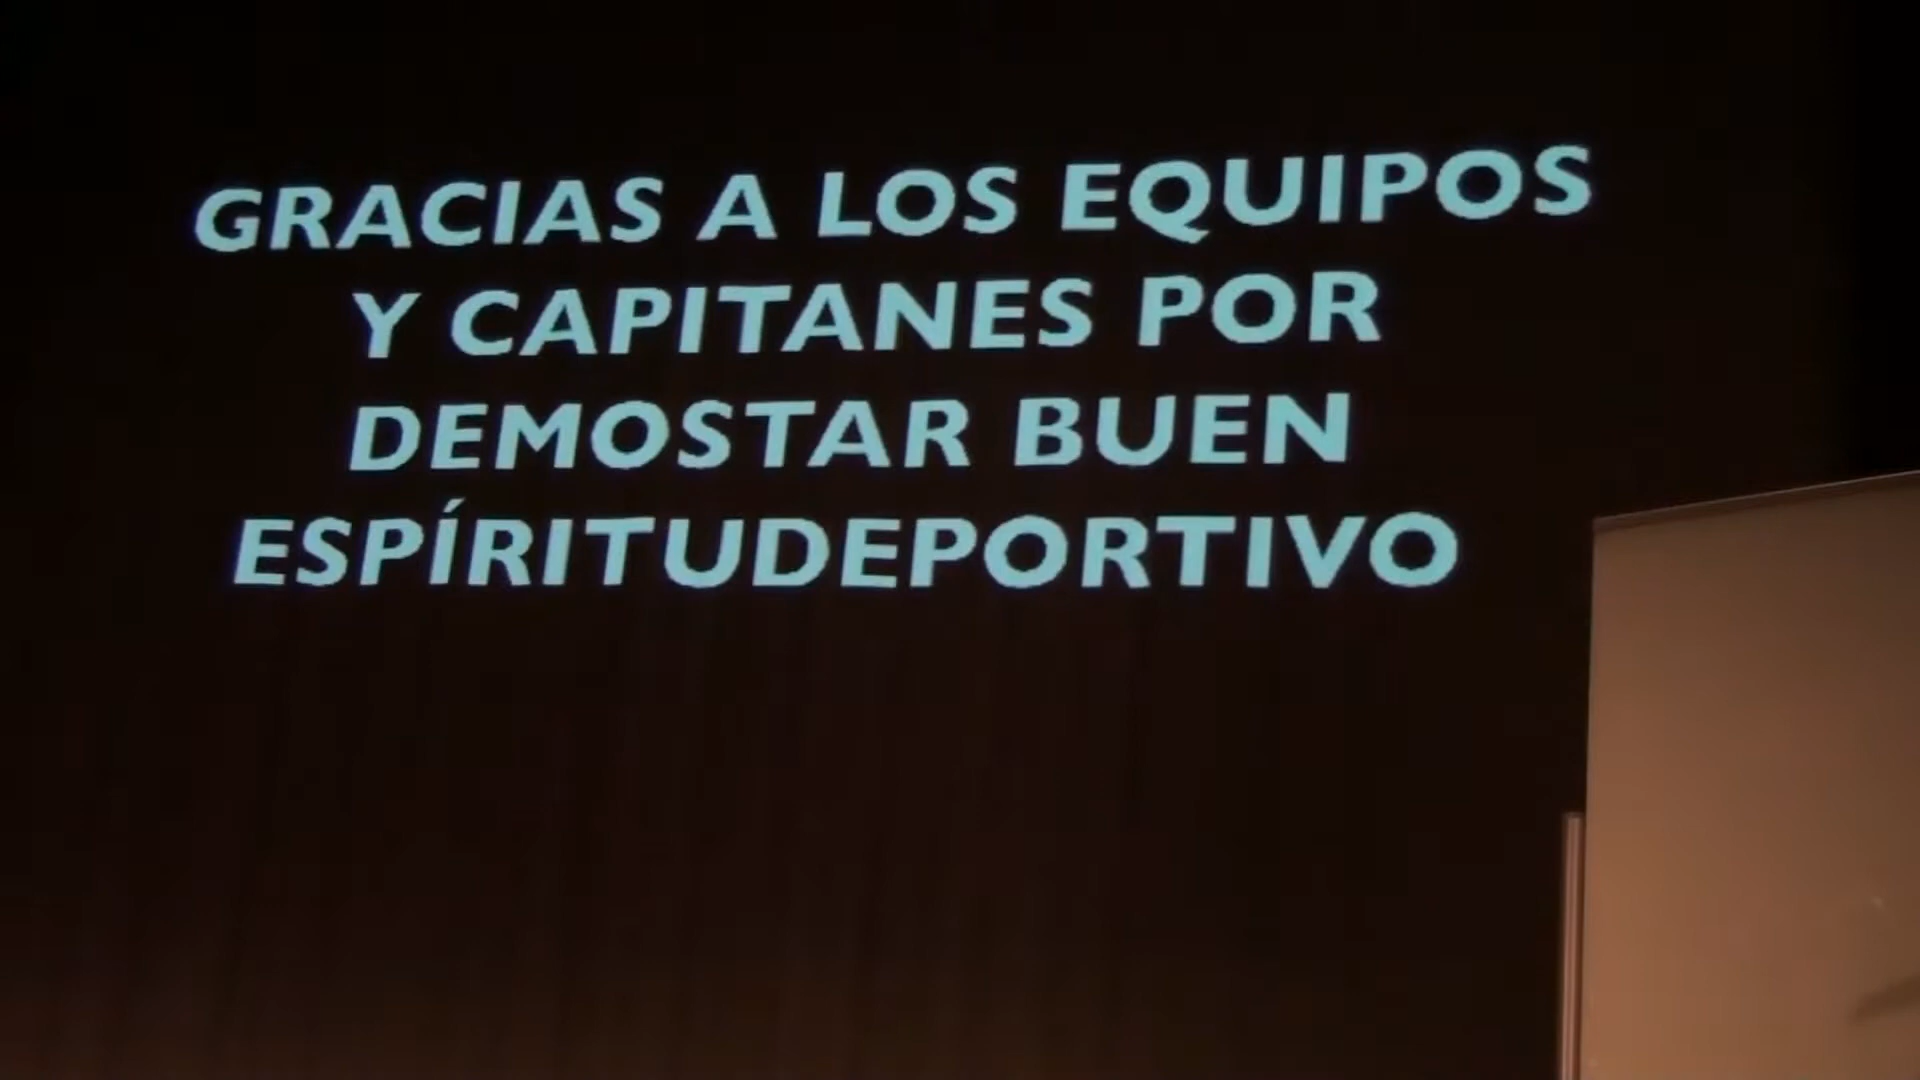 GRACIAS A LOS EQUIPOS
Y CAPITANES POR
DEMOSTAR BUEN
ESPÍRITUDEPORTIVO